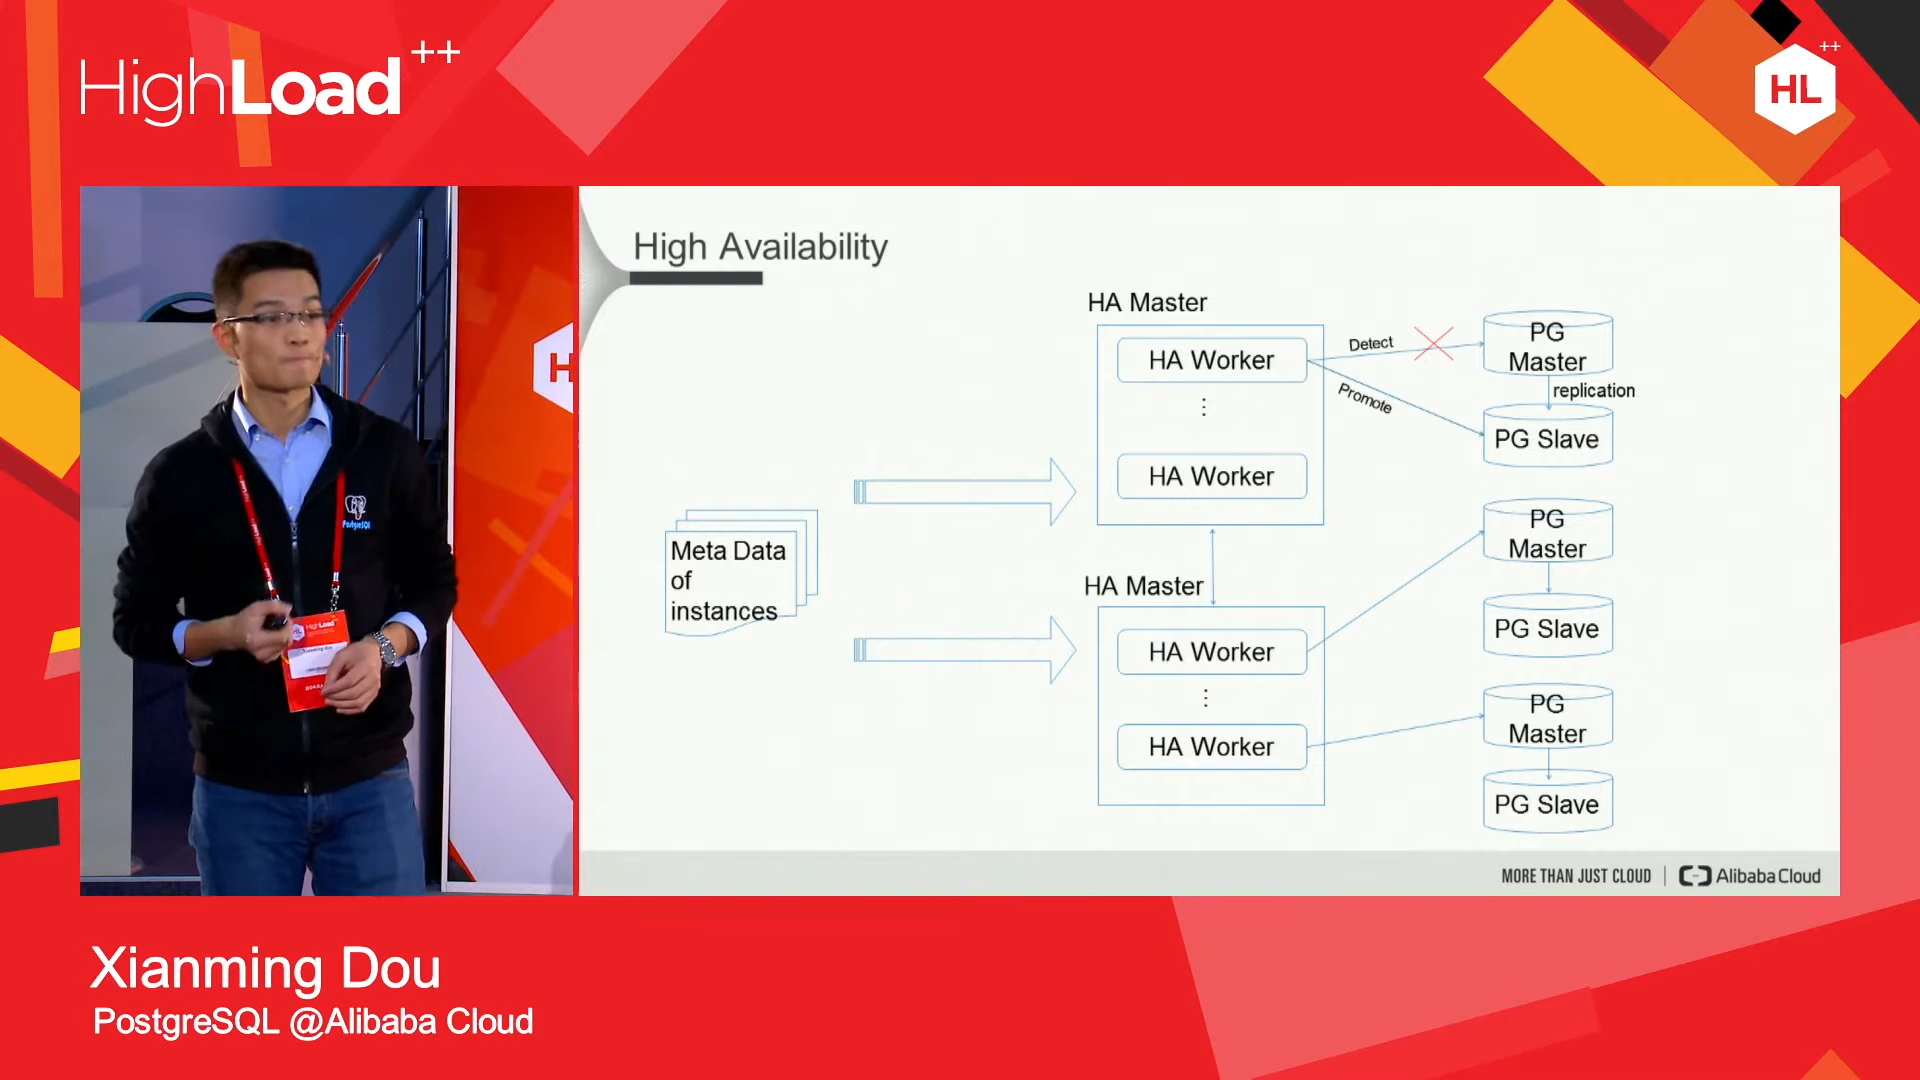 HighLoad++
HL++
High Availability
HA Master
HA Worker
⋮
HA Worker
Detect
Promote
PG
Master
replication
PG Slave
Meta Data
of
instances
HA Master
HA Worker
⋮
HA Worker
PG
Master
PG Slave
PG
Master
PG Slave
MORE THAN JUST CLOUD | Alibaba Cloud
PostgreSQL
H
HighLoad++
Xianming Dou
PostgreSQL @Alibaba Cloud